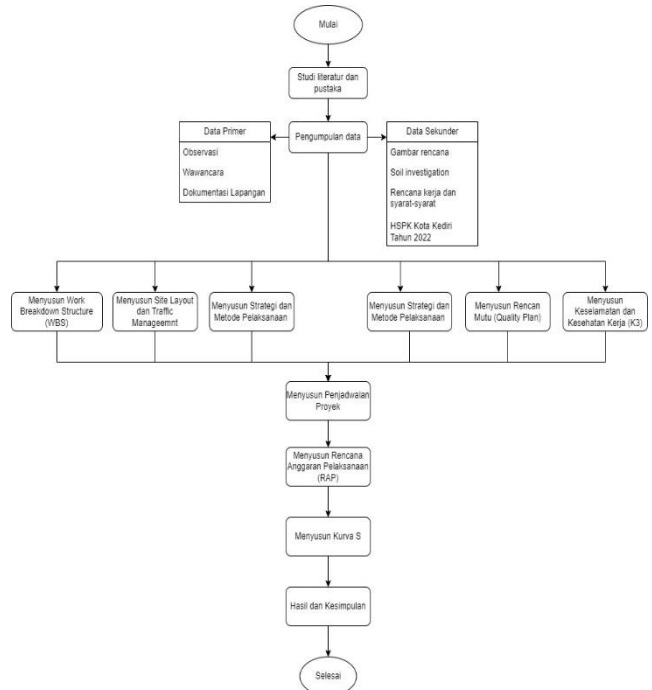 Mulai
Studi literatur dan
pustaka
Data Primer
Observasi
Wawancara
Dokumentasi Lapangan
Pengumpulan data
Data Sekunder
Gambar rencana
Soil investigation
Rencana kerja dan
syarat-syarat
HSPK Kota Kediri
Tahun 2022
Menyusun Work
Breakdown Structure
(WBS)
Menyusun Site Layout
dan Traffic
Manageemnt
Menyusun Strategi dan
Metode Pelaksanaan
Menyusun Strategi dan
Metode Pelaksanaan
Menyusun Rencan
Mutu (Quality Plan)
Menyusun
Keselamatan dan
Kesehatan Kerja (K3)
Menyusun Penjadwalan
Proyek
Menyusun Rencana
Anggaran Pelaksanaan
(RAP)
Menyusun Kurva S
Hasil dan Kesimpulan
Selesai